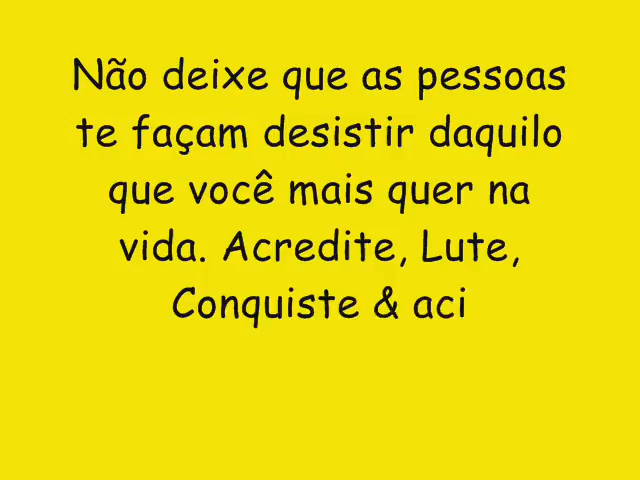 Não deixe que as pessoas
te façam desistir daquilo
que você mais quer na
vida. Acredite, Lute,
Conquiste & aci